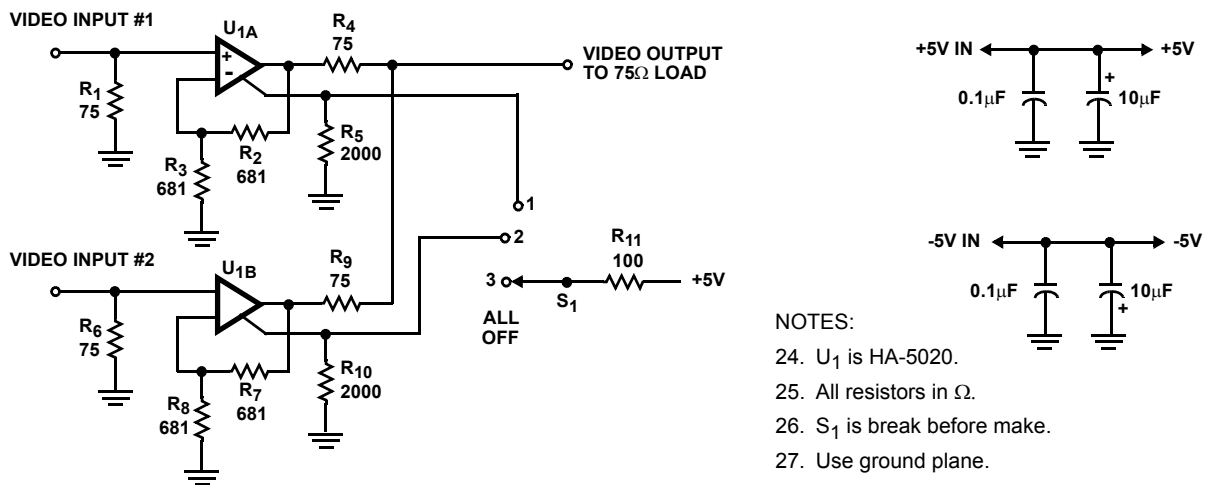 VIDEO INPUT #1
U1A
+
-
R4
75
VIDEO OUTPUT
TO 75Ω LOAD
R1
75
R2
681
R3
681
R5
2000
1
2
3
ALL
OFF
S1
R11
100
+5V
VIDEO INPUT #2
U1B
R9
75
R6
75
R7
681
R8
681
R10
2000
+5V IN
+5V
0.1μF
+
10μF
-5V IN
-5V
0.1μF
10μF
+
NOTES:
24. U1 is HA-5020.
25. All resistors in Ω.
26. S1 is break before make.
27. Use ground plane.